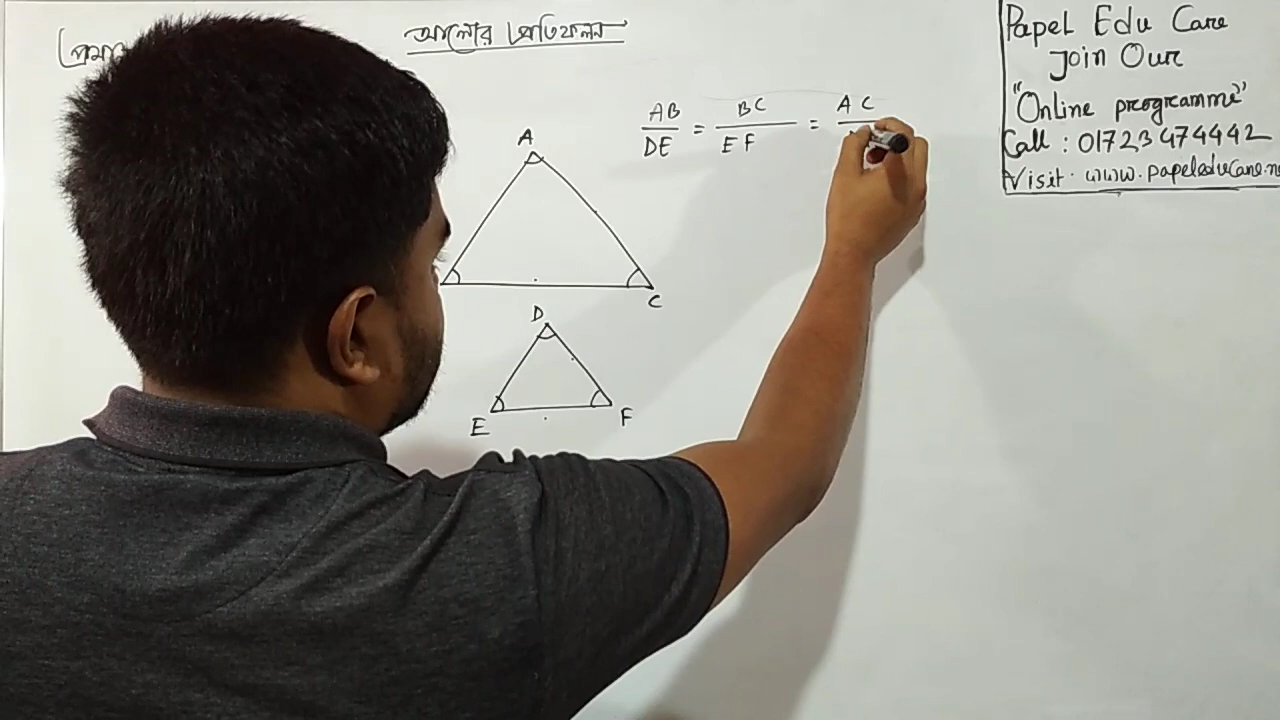 আলোর প্রতিফলন
Papel Edu Care
Join Our
"Online programme"
Call : 01723474442
Visit. www.papeleducare.ne
AB/DE = BC/EF = AC/
A
C
D
E
F